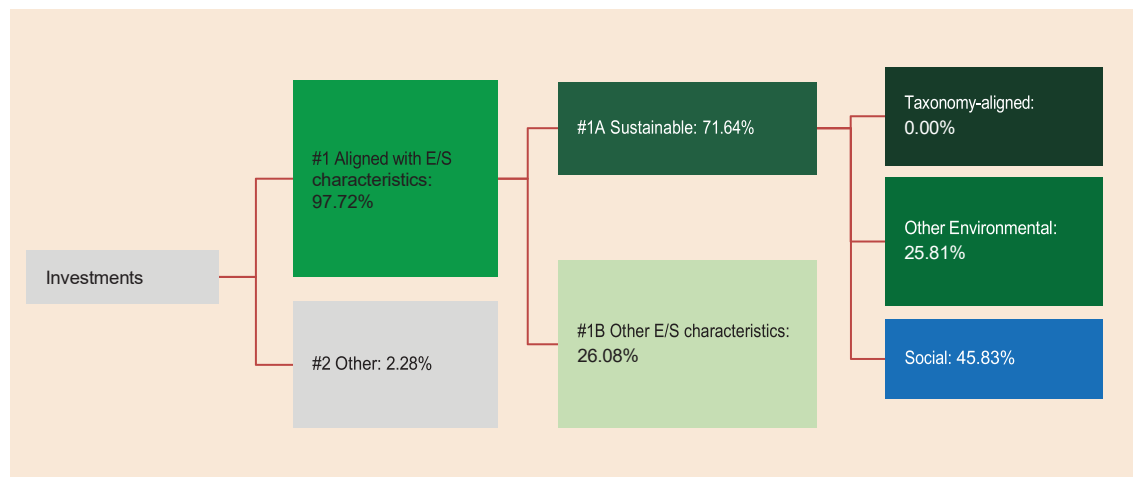 Investments
#1 Aligned with E/S
characteristics:
97.72%
#2 Other: 2.28%
#1A Sustainable: 71.64%
#1B Other E/S characteristics:
26.08%
Taxonomy-aligned:
0.00%
Other Environmental:
25.81%
Social: 45.83%